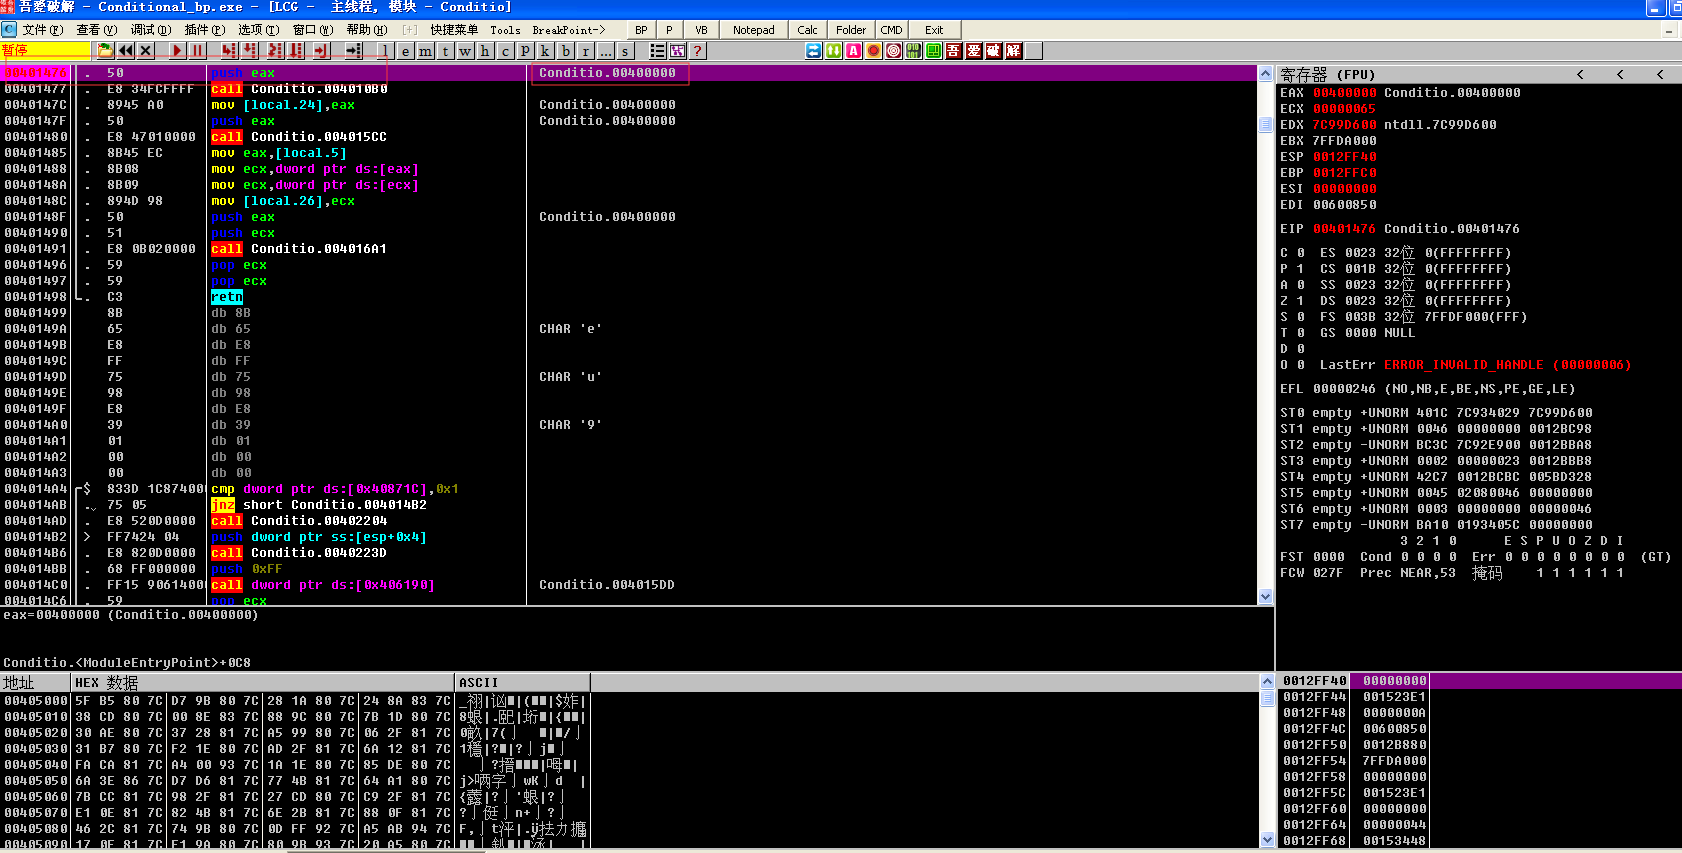 吾爱破解 - Conditional_bp.exe - [LCG -  主线程, 模块 - Conditio]
文件(F) 查看(V) 调试(D) 插件(P) 选项(T) 窗口(W) 帮助(H) [+] 快捷菜单 Tools BreakPoint-> BP P VB Notepad Calc Folder CMD Exit
暂停 l e m t w h c p k b r ... s ? 吾 爱 破 解
00401476 . 50 push eax Conditio.00400000
00401477 . E8 34FCFFFF call Conditio.004010B0
0040147C . 8945 A0 mov [local.24],eax Conditio.00400000
0040147F . 50 push eax Conditio.00400000
00401480 . E8 47010000 call Conditio.004015CC
00401485 . 8B45 EC mov eax,[local.5]
00401488 . 8B08 mov ecx,dword ptr ds:[eax]
0040148A . 8B09 mov ecx,dword ptr ds:[ecx]
0040148C . 894D 98 mov [local.26],ecx
0040148F . 50 push eax Conditio.00400000
00401490 . 51 push ecx
00401491 . E8 0B020000 call Conditio.004016A1
00401496 . 59 pop ecx
00401497 . 59 pop ecx
00401498 . C3 retn
00401499 8B db 8B
0040149A 65 db 65 CHAR 'e'
0040149B E8 db E8
0040149C FF db FF
0040149D 75 db 75 CHAR 'u'
0040149E 98 db 98
0040149F E8 db E8
004014A0 39 db 39 CHAR '9'
004014A1 01 db 01
004014A2 00 db 00
004014A3 00 db 00
004014A4 $ 833D 1C87400 cmp dword ptr ds:[0x40871C],0x1
004014AB . 75 05 jnz short Conditio.004014B2
004014AD . E8 520D0000 call Conditio.00402204
004014B2 > FF7424 04 push dword ptr ss:[esp+0x4]
004014B6 . E8 820D0000 call Conditio.0040223D
004014BB . 68 FF000000 push 0xFF
004014C0 . FF15 9061400 call dword ptr ds:[0x406190] Conditio.004015DD
004014C6 . 59 pop ecx
eax=00400000 (Conditio.00400000)
Conditio.<ModuleEntryPoint>+0C8
寄存器 (FPU) < < <
EAX 00400000 Conditio.00400000
ECX 00000065
EDX 7C99D600 ntdll.7C99D600
EBX 7FFDA000
ESP 0012FF40
EBP 0012FFC0
ESI 00000000
EDI 00600850
EIP 00401476 Conditio.00401476
C 0 ES 0023 32位 0(FFFFFFFF)
P 1 CS 001B 32位 0(FFFFFFFF)
A 0 SS 0023 32位 0(FFFFFFFF)
Z 1 DS 0023 32位 0(FFFFFFFF)
S 0 FS 003B 32位 7FFDF000(FFF)
T 0 GS 0000 NULL
D 0
O 0 LastErr ERROR_INVALID_HANDLE (00000006)
EFL 00000246 (NO,NB,E,BE,NS,PE,GE,LE)
ST0 empty +UNORM 401C 7C934029 7C99D600
ST1 empty +UNORM 0046 00000000 0012BC98
ST2 empty -UNORM BC3C 7C92E900 0012BBA8
ST3 empty +UNORM 0002 00000023 0012BBB8
ST4 empty +UNORM 42C7 0012BCBC 005BD328
ST5 empty +UNORM 0045 02080046 00000000
ST6 empty +UNORM 0003 00000000 00000046
ST7 empty -UNORM BA10 0193405C 00000000
3 2 1 0 E S P U O Z D I
FST 0000 Cond 0 0 0 0 Err 0 0 0 0 0 0 0 0 (GT)
FCW 027F Prec NEAR,53 掩码 1 1 1 1 1 1
地址 HEX 数据 ASCII
00405000 5F B5 80 7C D7 9B 80 7C 28 1A 80 7C 24 8A 83 7C
00405010 38 CD 80 7C 00 8E 83 7C 88 9C 80 7C 7B 1D 80 7C
00405020 30 AE 80 7C 37 28 81 7C A5 99 80 7C 06 2F 81 7C
00405030 31 B7 80 7C F2 1E 80 7C AD 2F 81 7C 6A 12 81 7C
00405040 FA CA 81 7C A4 00 93 7C 1A 1E 80 7C 85 DE 80 7C
00405050 6A 3E 86 7C D7 D6 81 7C 77 4B 81 7C 64 A1 80 7C
00405060 7B CC 81 7C 98 2F 81 7C 27 CD 80 7C C9 2F 81 7C
00405070 E1 0E 81 7C 82 4B 81 7C 6E 2B 81 7C 88 0F 81 7C
00405080 46 2C 81 7C 74 9B 80 7C 0D FF 92 7C A5 AB 94 7C
00405090 17 0E 81 7C E1 9A 80 7C 80 9B 93 7C 20 A5 80 7C
0012FF40 00000000
0012FF44 001523E1
0012FF48 0000000A
0012FF4C 00600850
0012FF50 0012B880
0012FF54 7FFDA000
0012FF58 00000000
0012FF5C 001523E1
0012FF60 00000000
0012FF64 00000044
0012FF68 00153448